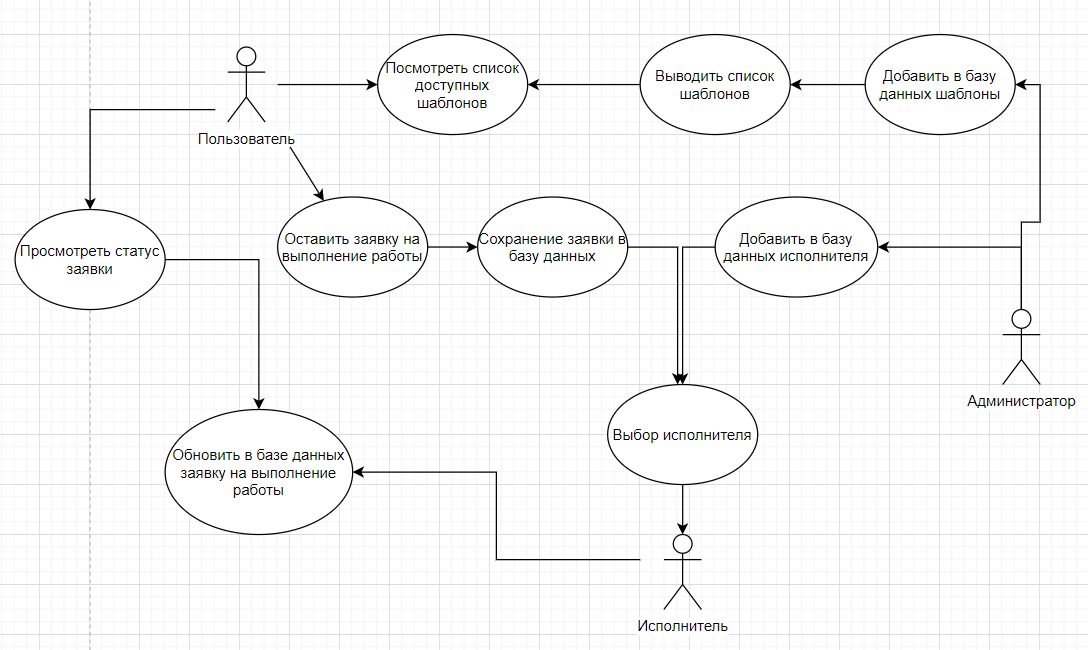 Посмотреть список
доступных
шаблонов
Выводить список
шаблонов
Добавить в базу
данных шаблоны
Пользователь
Просмотреть статус
заявки
Оставить заявку на
выполнение работы
Сохранение заявки в
базу данных
Добавить в базу
данных исполнителя
Администратор
Выбор исполнителя
Обновить в базе данных
заявку на выполнение
работы
Исполнитель